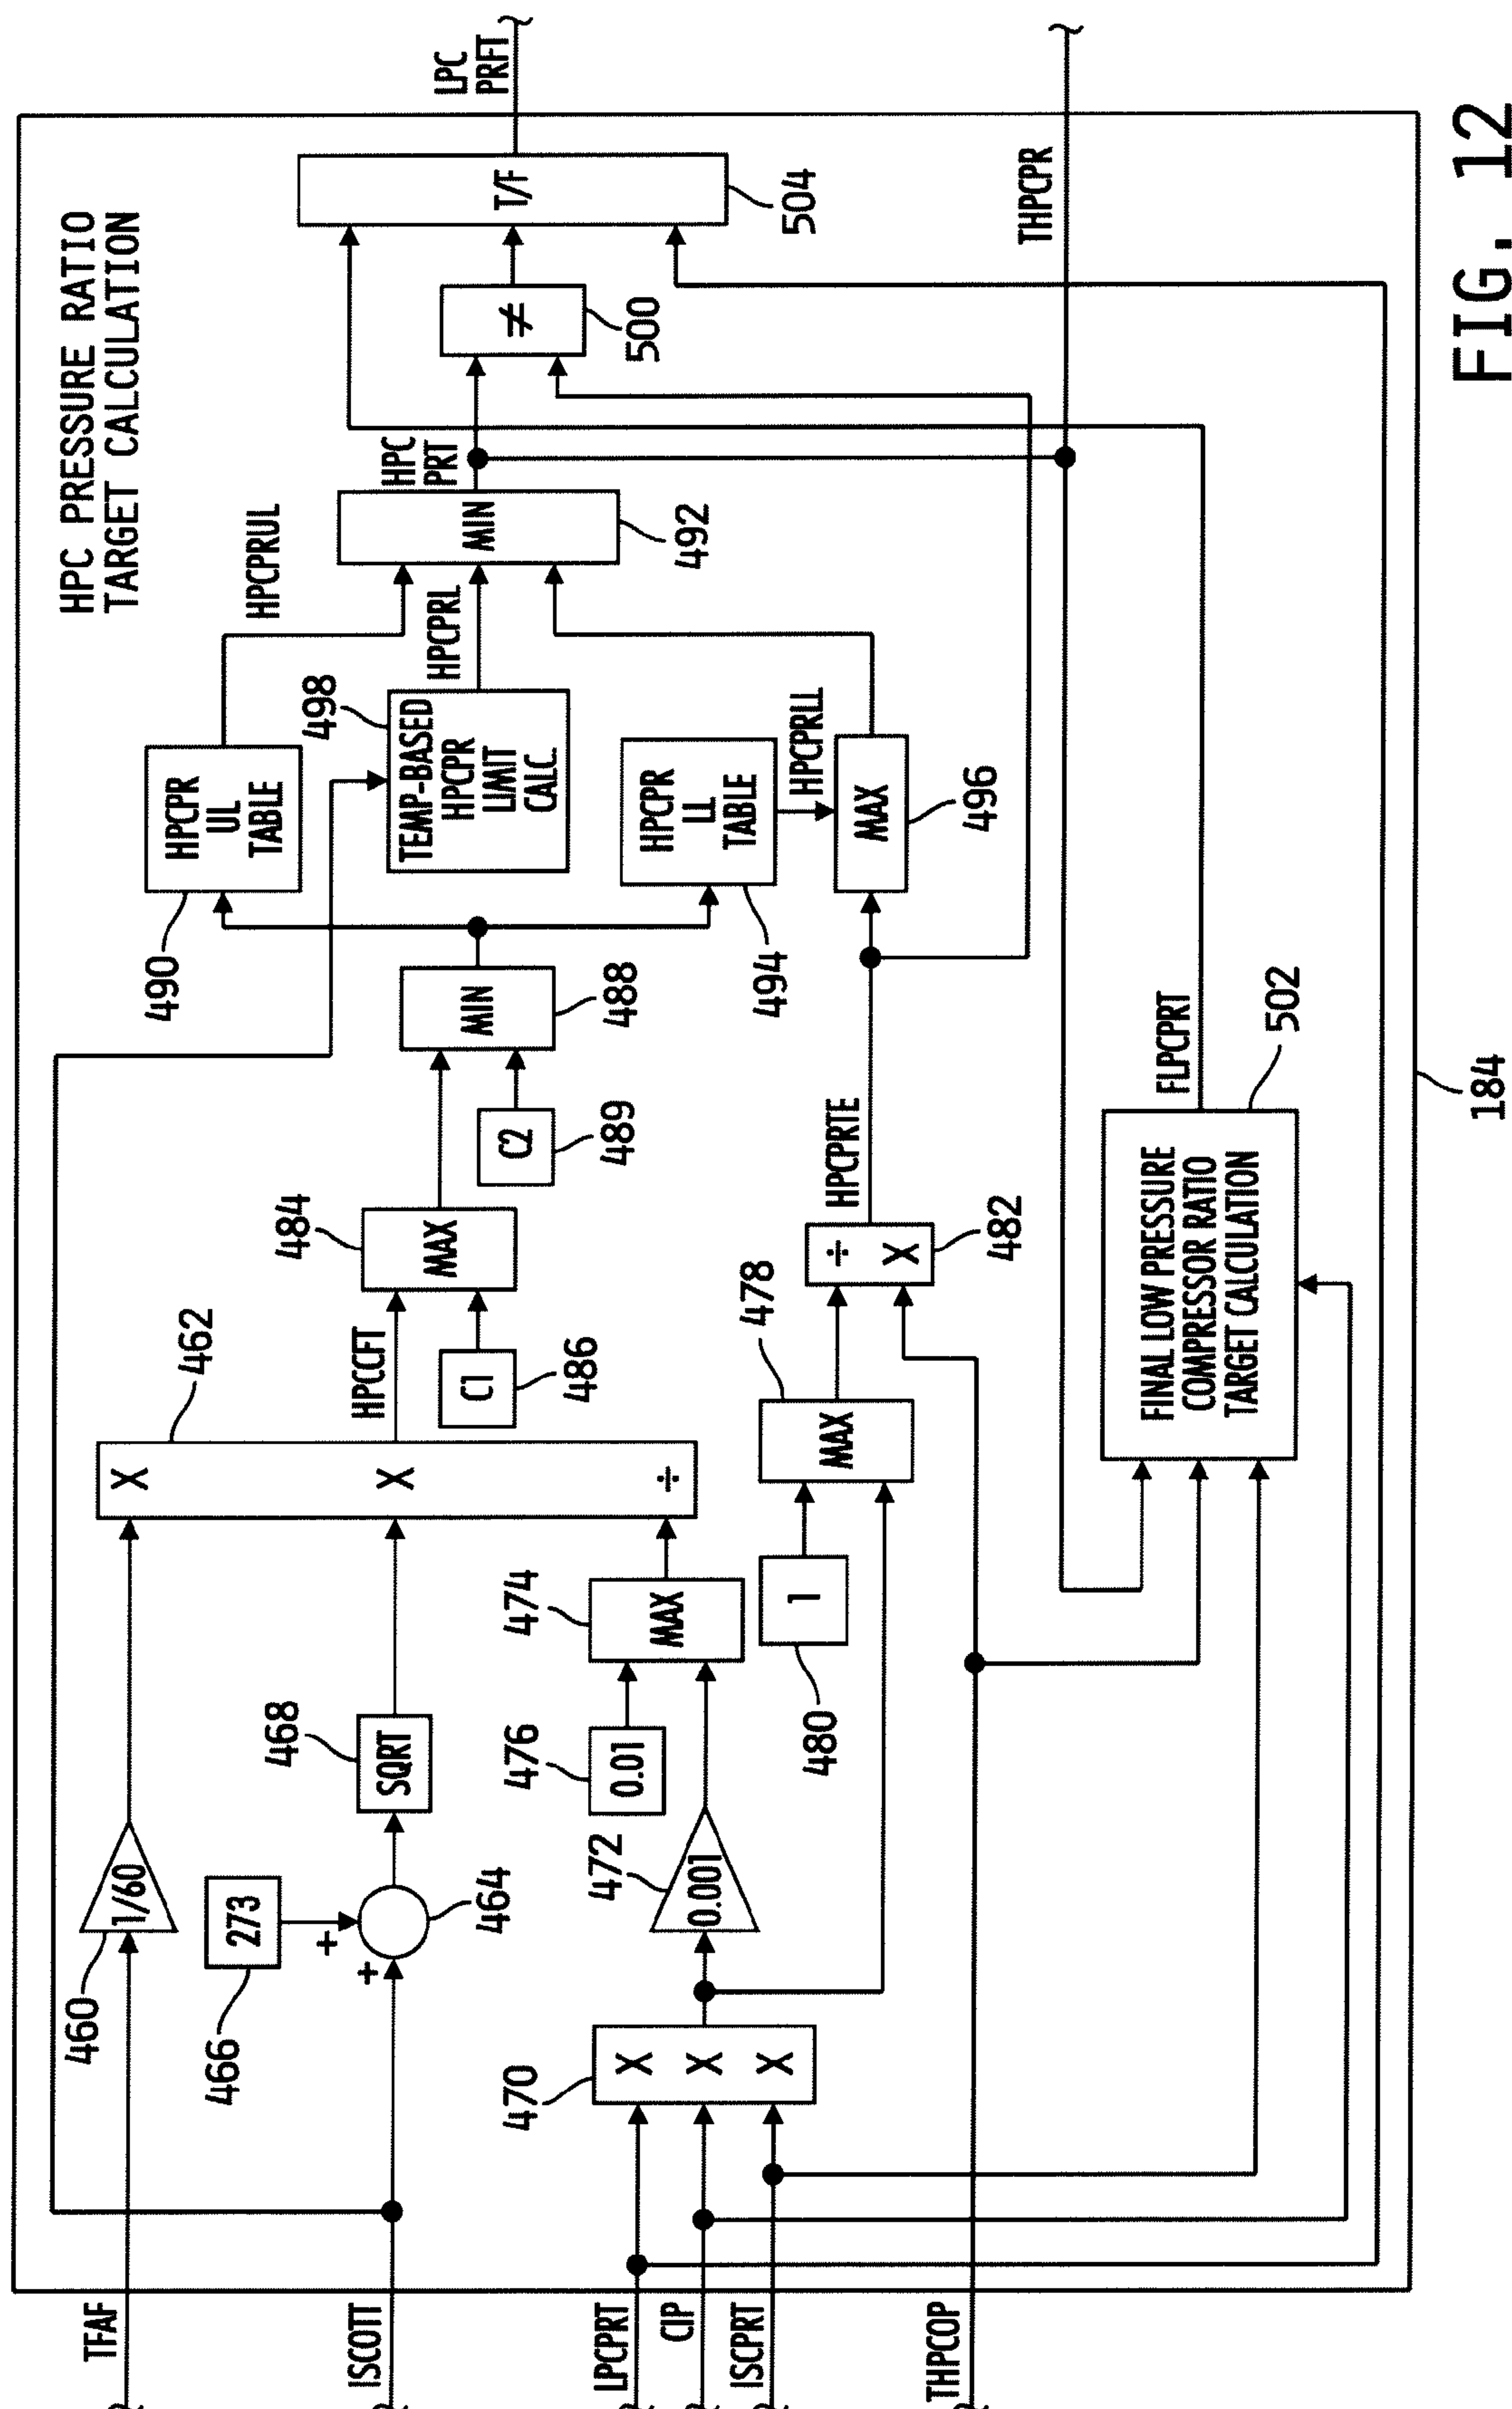 HPC PRESSURE RATIO
TARGET CALCULATION
TFAF
ISCOTT
LPCPRT
CIP
ISCPRT
THPCOP
460
1/60
466
273
+
+
464
468
SQRT
470
X
X
X
472
0.001
476
0.01
474
MAX
462
X
X
÷
HPCCFT
C1
486
484
MAX
C2
489
MIN
488
480
1
478
MAX
÷
X
482
HPCPRTE
490
HPCPR
UL
TABLE
HPCPRUL
498
TEMP-BASED
HPCPR
LIMIT
CALC.
HPCPRL
HPCPR
LL
TABLE
494
HPCPRLL
MAX
496
MIN
492
HPC
PRT
≠
500
T/F
504
LPC
PRFT
THPCPR
FINAL LOW PRESSURE
COMPRESSOR RATIO
TARGET CALCULATION
502
FLPCPRT
184
FIG. 12